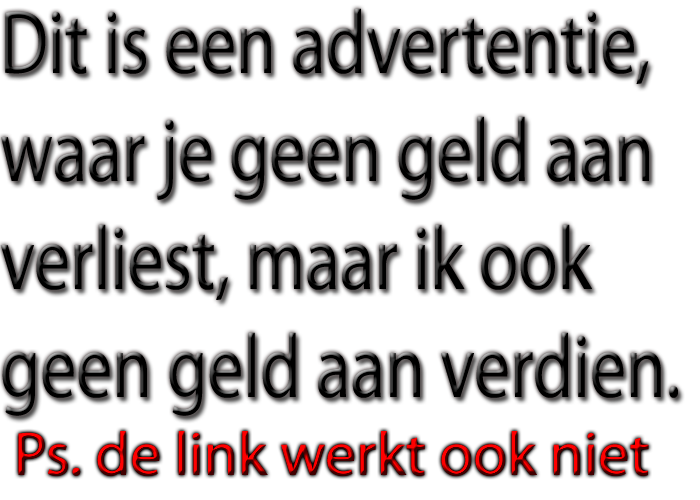 Dit is een advertentie,
waar je geen geld aan
verliest, maar ik ook
geen geld aan verdien.
Ps. de link werkt ook niet